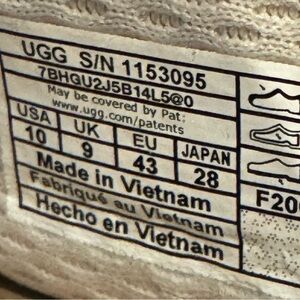 UGG S/N 1153095
7BHGU2J5B14L5@0
May be covered by Pat:
www.ugg.com/patents
USA UK EU JAPAN
10 9 43 28
Made in Vietnam
Fabriqué au Vietnam
Hecho en Vietnam